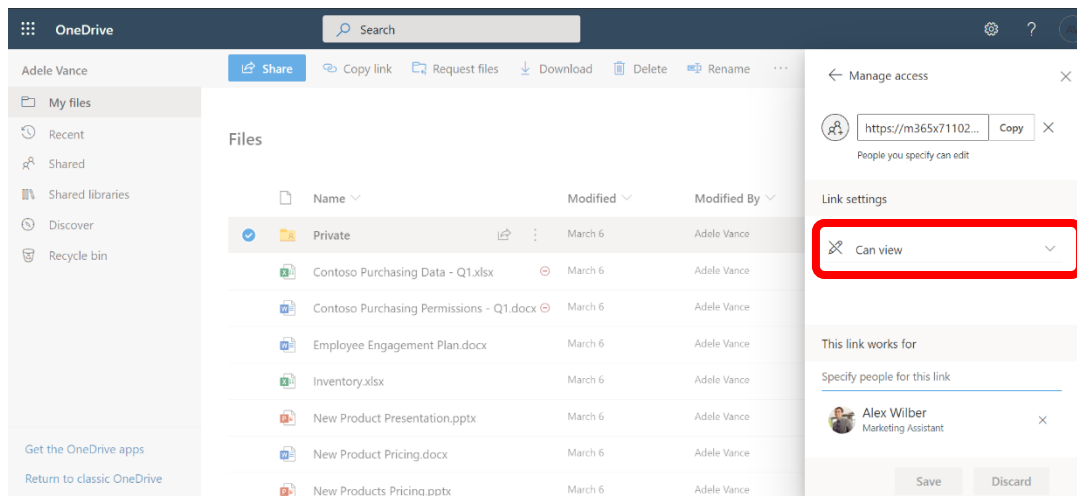 OneDrive
Search
Adele Vance
My files
Recent
Shared
Shared libraries
Discover
Recycle bin
Get the OneDrive apps
Return to classic OneDrive
Share Copy link Request files Download Delete Rename ...
Files
Name Modified Modified By
Private March 6 Adele Vance
Contoso Purchasing Data - Q1.xlsx March 6 Adele Vance
Contoso Purchasing Permissions - Q1.docx March 6 Adele Vance
Employee Engagement Plan.docx March 6 Adele Vance
Inventory.xlsx March 6 Adele Vance
New Product Presentation.pptx March 6 Adele Vance
New Product Pricing.docx March 6 Adele Vance
New Products Pricing.pptx March 6 Adele Vance
Manage access
https://m365x71102... Copy
People you specify can edit
Link settings
Can view
This link works for
Specify people for this link
Alex Wilber
Marketing Assistant
Save Discard